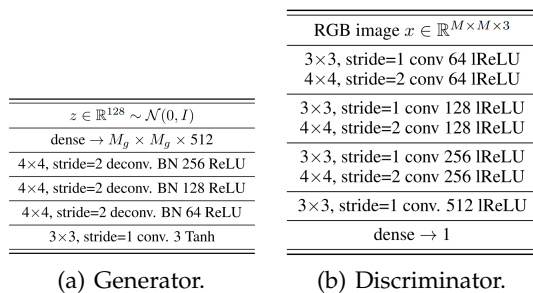 z ∈ ℝ^128 ∼ 𝒩(0, I)
dense → M_g × M_g × 512
4×4, stride=2 deconv. BN 256 ReLU
4×4, stride=2 deconv. BN 128 ReLU
4×4, stride=2 deconv. BN 64 ReLU
3×3, stride=1 conv. 3 Tanh
(a) Generator.
RGB image x ∈ ℝ^{M×M×3}
3×3, stride=1 conv 64 lReLU
4×4, stride=2 conv 64 lReLU
3×3, stride=1 conv 128 lReLU
4×4, stride=2 conv 128 lReLU
3×3, stride=1 conv 256 lReLU
4×4, stride=2 conv 256 lReLU
3×3, stride=1 conv. 512 lReLU
dense → 1
(b) Discriminator.